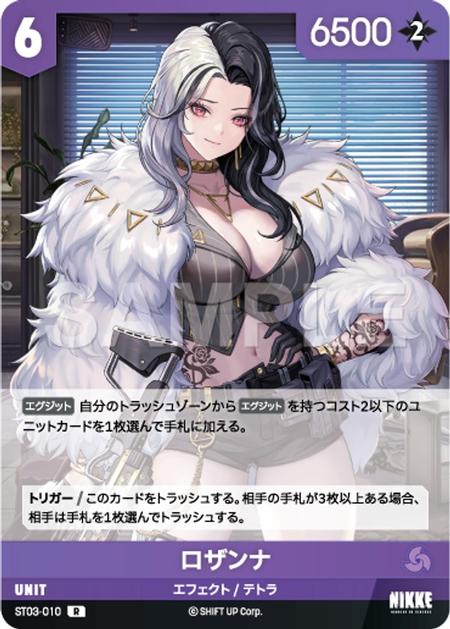 6
6500 2
SAMPLE
エグジット 自分のトラッシュゾーンから エグジット を持つコスト2以下のユ
ニットカードを1枚選んで手札に加える。
トリガー / このカードをトラッシュする。相手の手札が3枚以上ある場合、
相手は手札を1枚選んでトラッシュする。
ロザンナ
UNIT
エフェクト / テトラ
NIKKE
ST03-010 R
© SHIFT UP Corp.